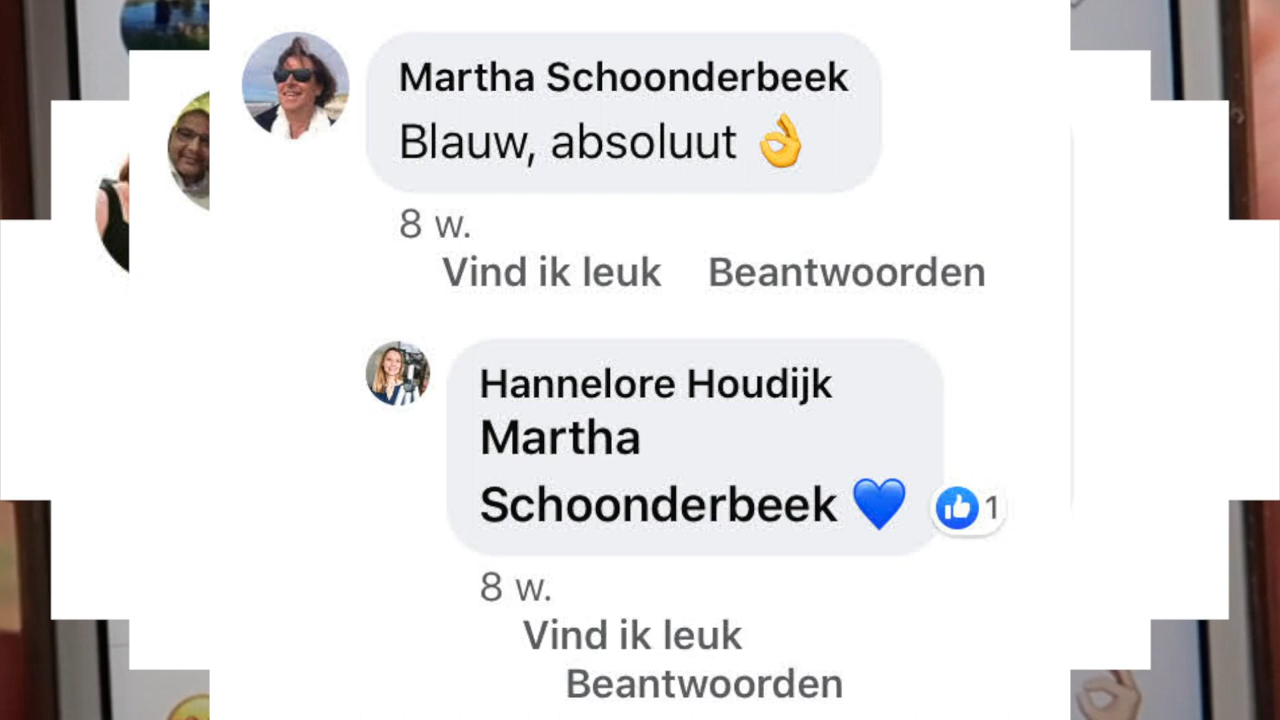 Martha Schoonderbeek
Blauw, absoluut 👌
8 w.
Vind ik leuk Beantwoorden
Hannelore Houdijk
Martha
Schoonderbeek 💙
1
8 w.
Vind ik leuk
Beantwoorden